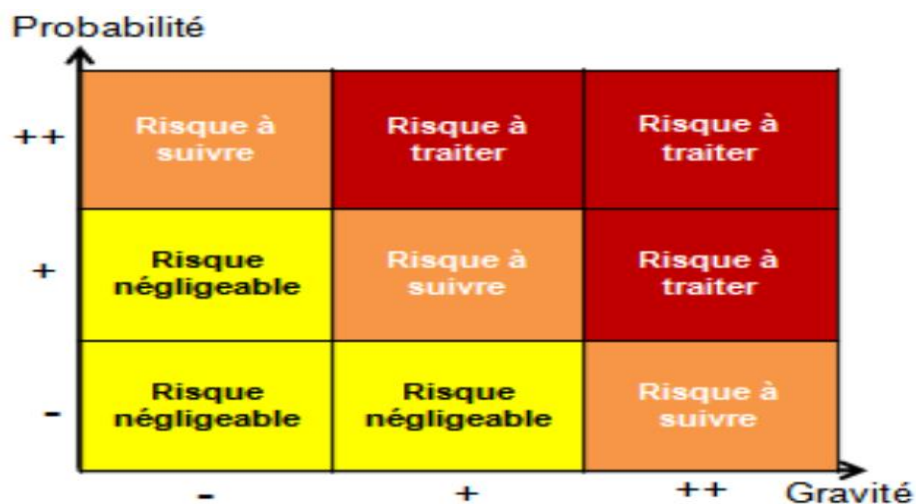 Probabilité
++
Risque à
suivre
Risque à
traiter
Risque à
traiter
+
Risque
négligeable
Risque à
suivre
Risque à
traiter
-
Risque
négligeable
Risque
négligeable
Risque à
suivre
-
+
++
Gravité